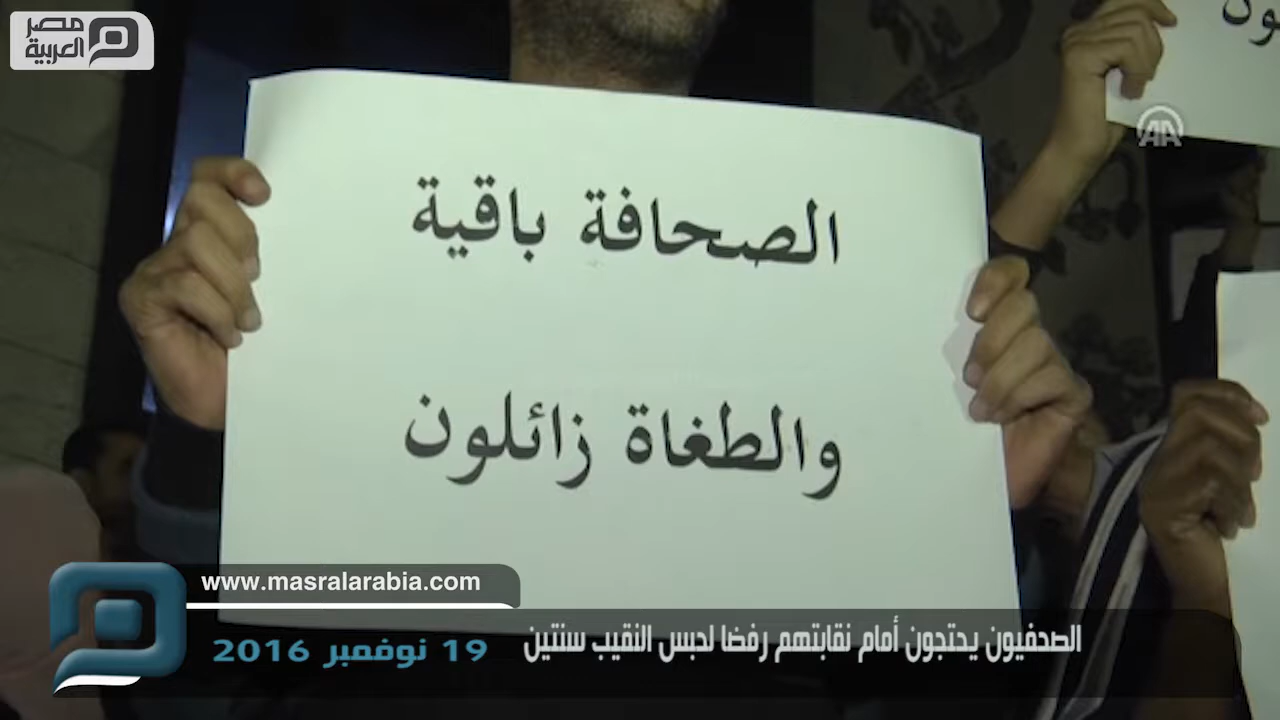 مصر
العربية
AA
الصحافة باقية
والطغاة زائلون
www.masralarabia.com
الصحفيون يحتجون أمام نقابتهم رفضا لحبس النقيب سنتين
19 نوفمبر 2016